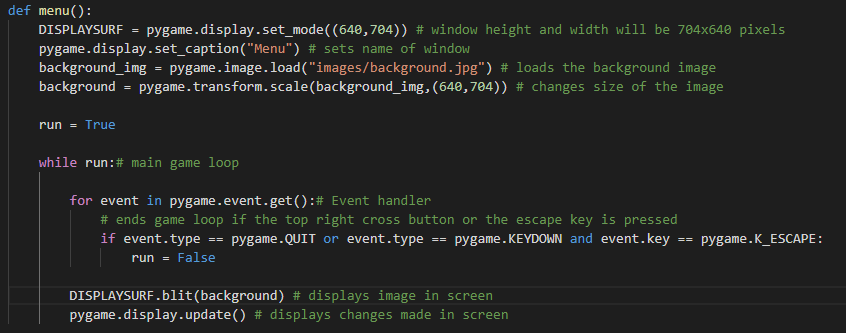 def menu():
    DISPLAYSURF = pygame.display.set_mode((640,704)) # window height and width will be 704x640 pixels
    pygame.display.set_caption("Menu") # sets name of window
    background_img = pygame.image.load("images/background.jpg") # loads the background image
    background = pygame.transform.scale(background_img,(640,704)) # changes size of the image

    run = True

    while run:# main game loop

        for event in pygame.event.get():# Event handler
            # ends game loop if the top right cross button or the escape key is pressed
            if event.type == pygame.QUIT or event.type == pygame.KEYDOWN and event.key == pygame.K_ESCAPE:
                run = False

        DISPLAYSURF.blit(background) # displays image in screen
        pygame.display.update() # displays changes made in screen